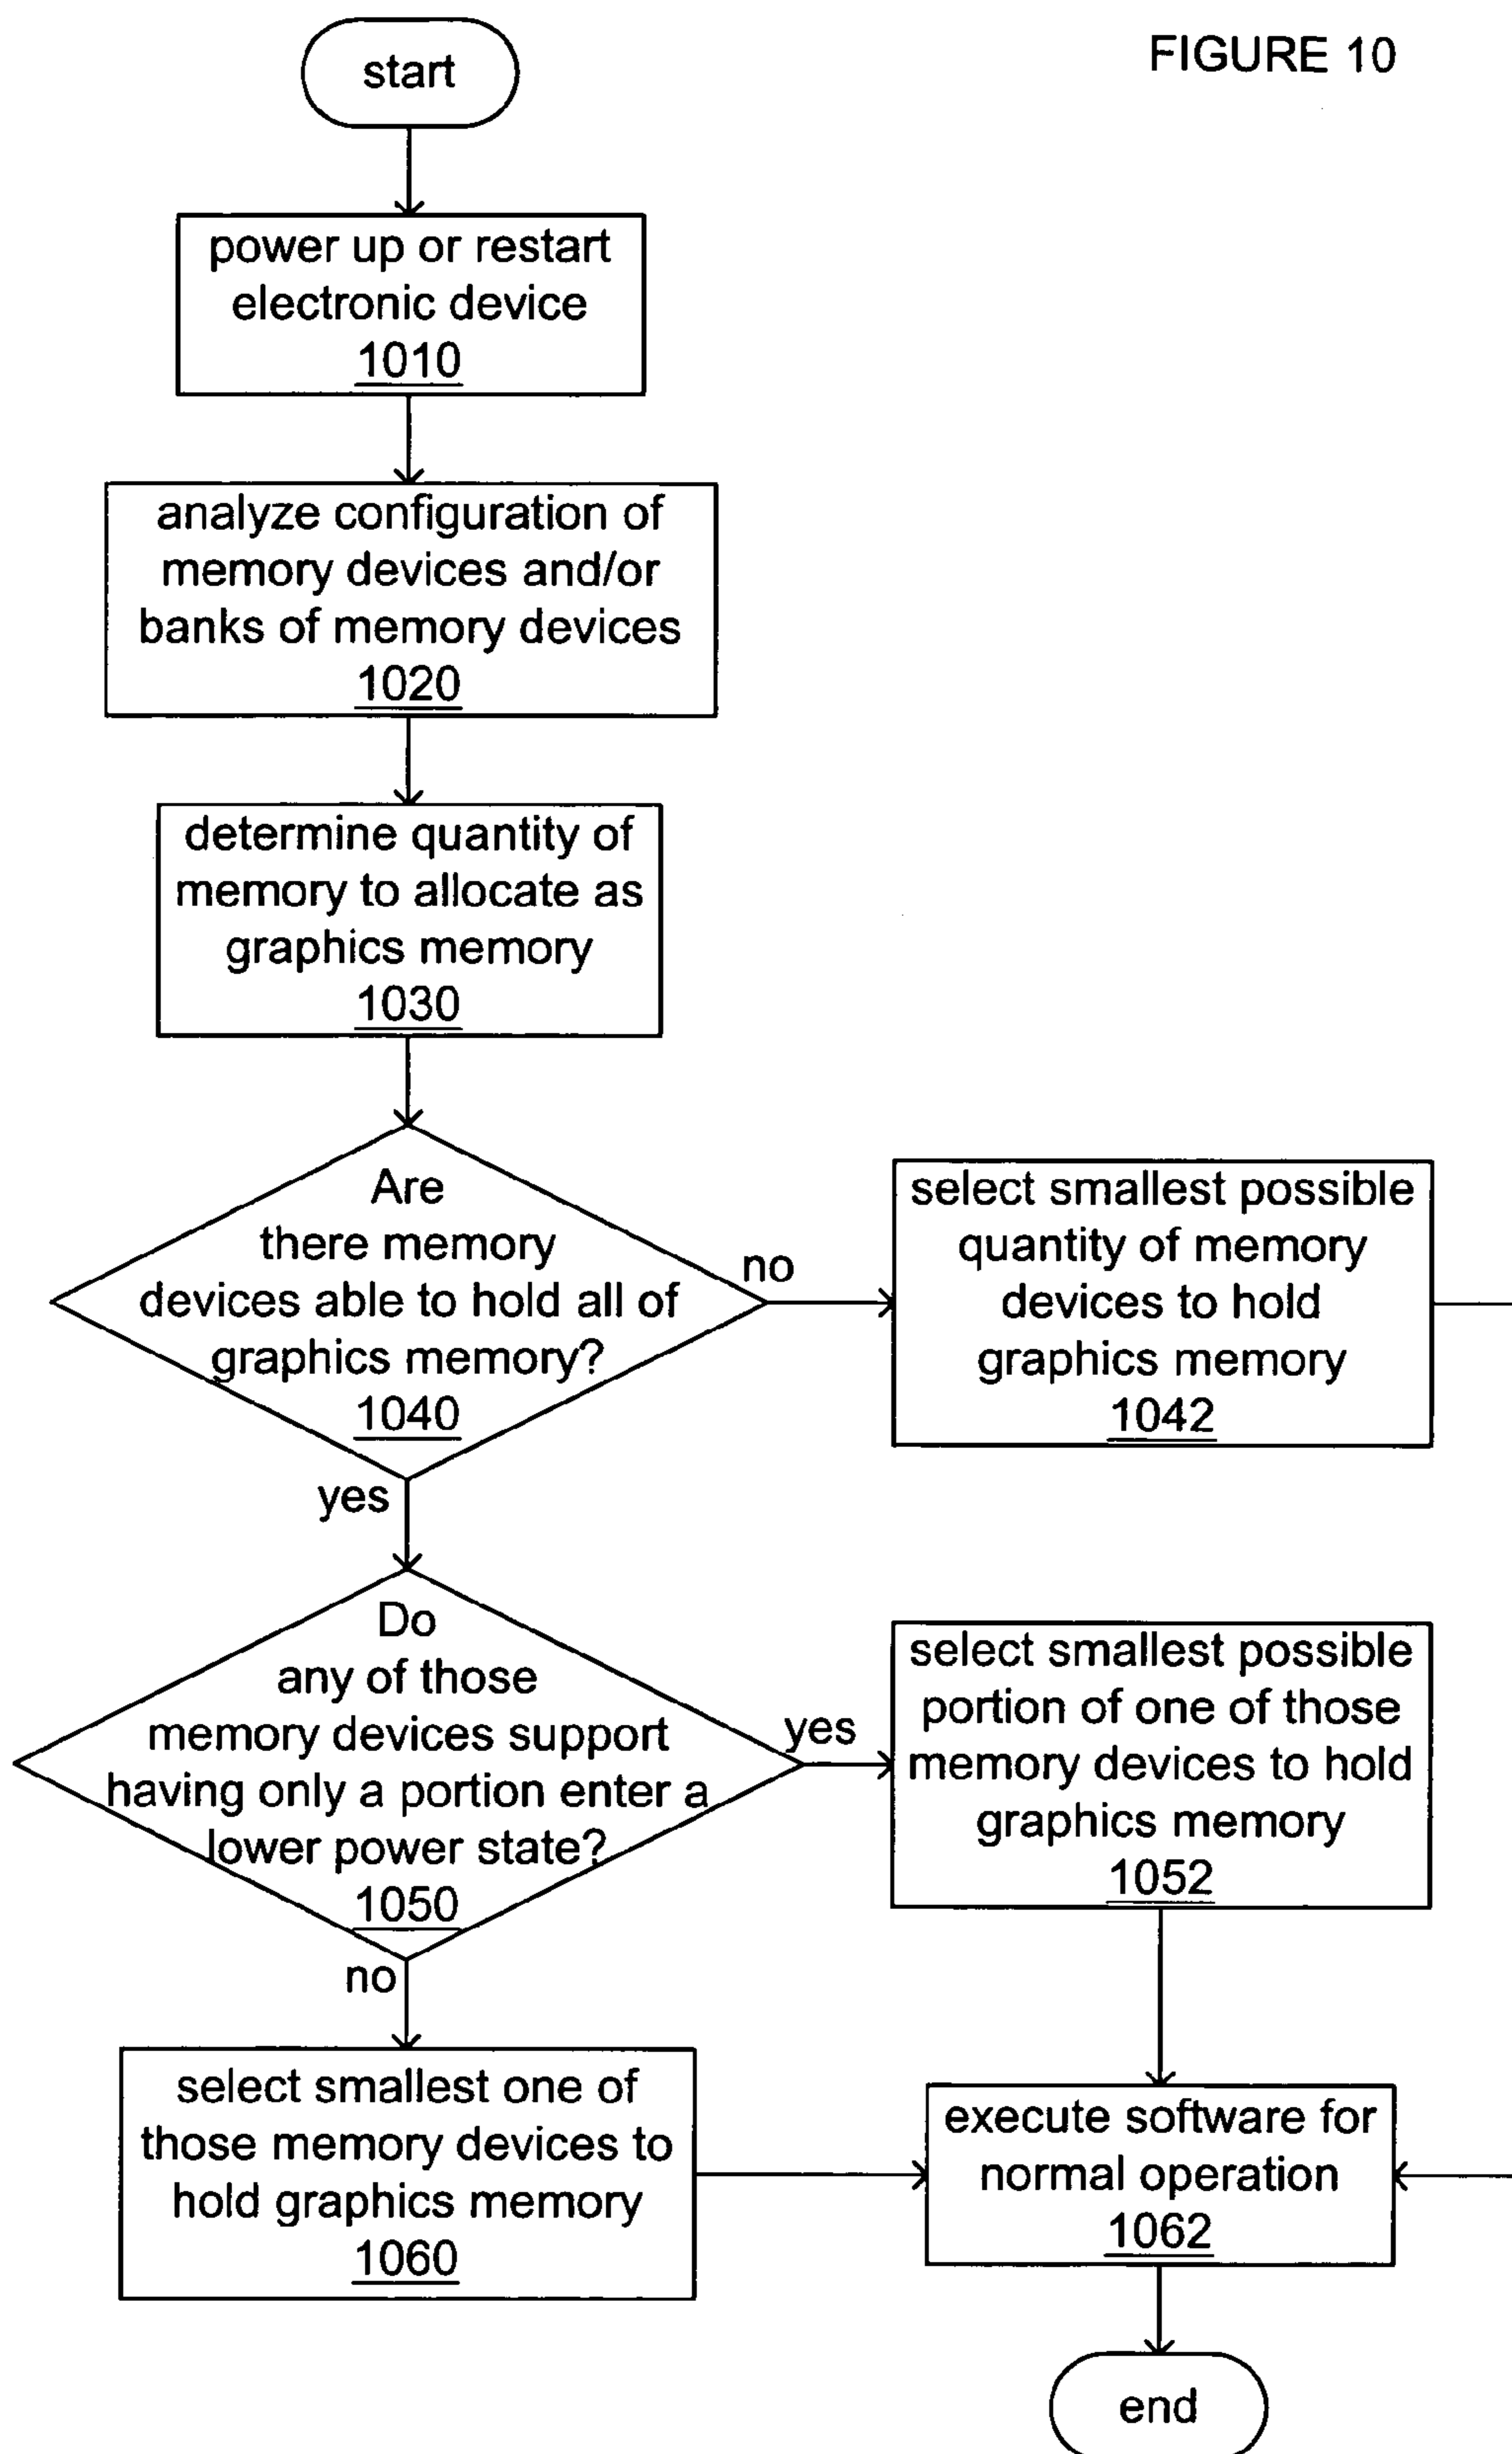 FIGURE 10
start
power up or restart
electronic device
1010
analyze configuration of
memory devices and/or
banks of memory devices
1020
determine quantity of
memory to allocate as
graphics memory
1030
Are
there memory
devices able to hold all of
graphics memory?
1040
no
select smallest possible
quantity of memory
devices to hold
graphics memory
1042
yes
Do
any of those
memory devices support
having only a portion enter a
lower power state?
1050
yes
select smallest possible
portion of one of those
memory devices to hold
graphics memory
1052
no
select smallest one of
those memory devices to
hold graphics memory
1060
execute software for
normal operation
1062
end